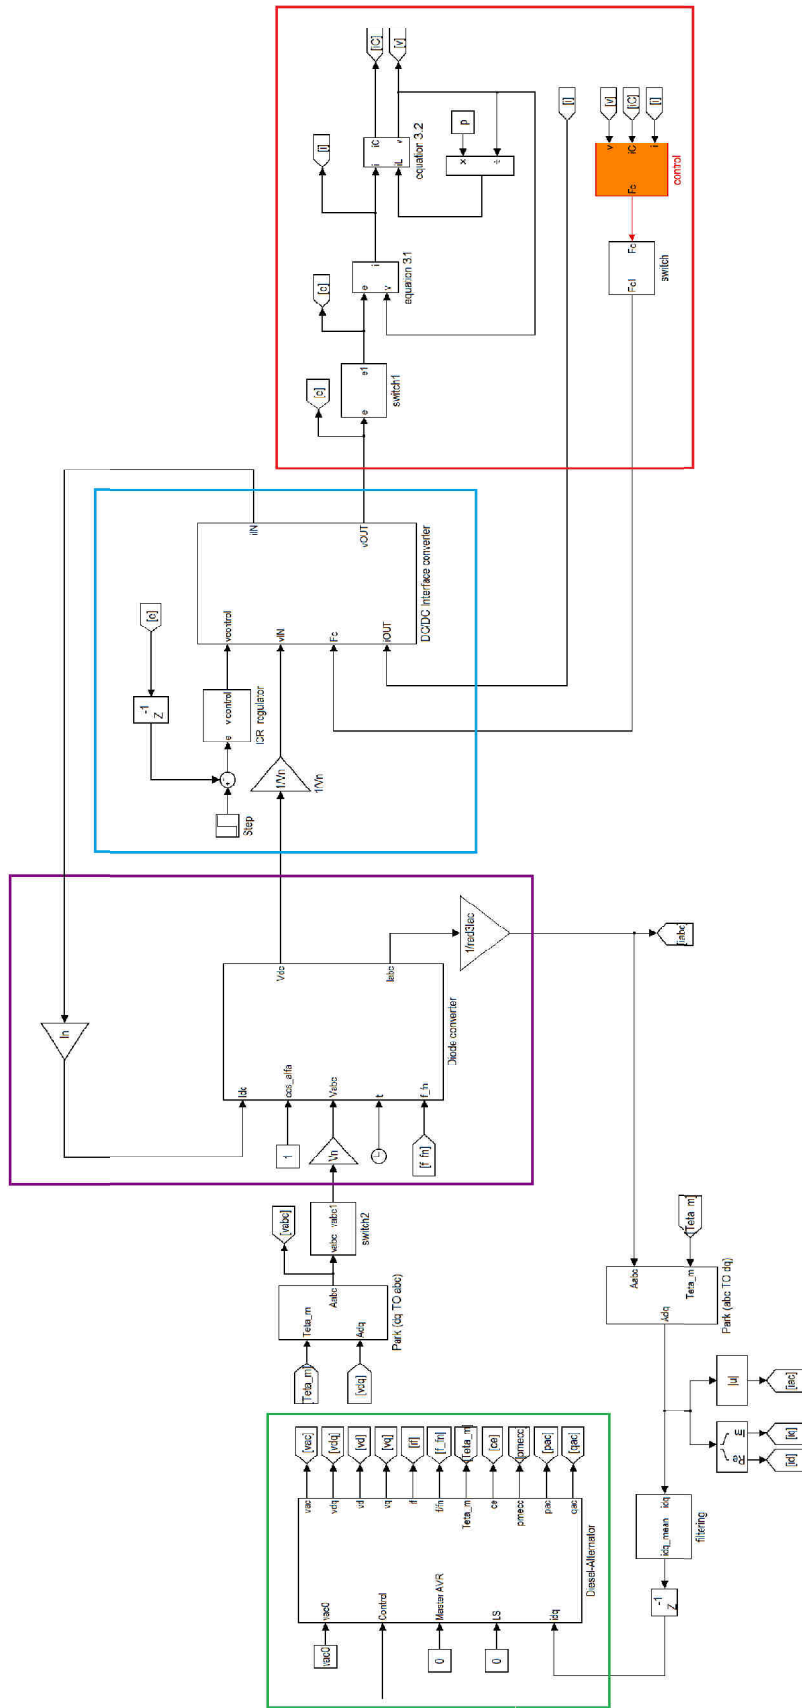 vac0
vac0
Control
0
Master AVR
0
LS
idq
vac
vdq
vd
vq
if
f/fn
Teta_m
ce
pmecc
pac
qac
Diesel-Alternator
[vac]
[vdq]
[vd]
[vq]
[if]
[f_fn]
[Teta_m]
[ce]
[pmecc]
[pac]
[qac]
[Teta_m]
[vdq]
Teta_m
Adq
Aabc
Park (dq TO abc)
[vabc]
vabc
vabc1
switch2
Vn
1
[f_fn]
In
Idc
cos_alfa
Vabc
t
f_fn
Vdc
Iabc
Diode converter
1/rad3Iac
[iabc]
Step
[e]
-1
Z
e
vcontrol
ICR_regulator
1/Vn
1/Vn
vcontrol
vIN
Fc
iOUT
iIN
vOUT
DC/DC Interface converter
[e]
e
e1
switch1
[e]
e
v
i
equation 3.1
[i]
i
iL
iC
v
equation 3.2
p
×
÷
[iC]
[v]
[i]
[v]
[iC]
[i]
v
iC
i
Fc
control
Fc
Fc1
switch
Aabc
Teta_m
[Teta_m]
Adq
Park (abc TO dq)
|u|
[iac]
Re
Im
[id]
[iq]
idq
idq_mean
filtering
-1
Z